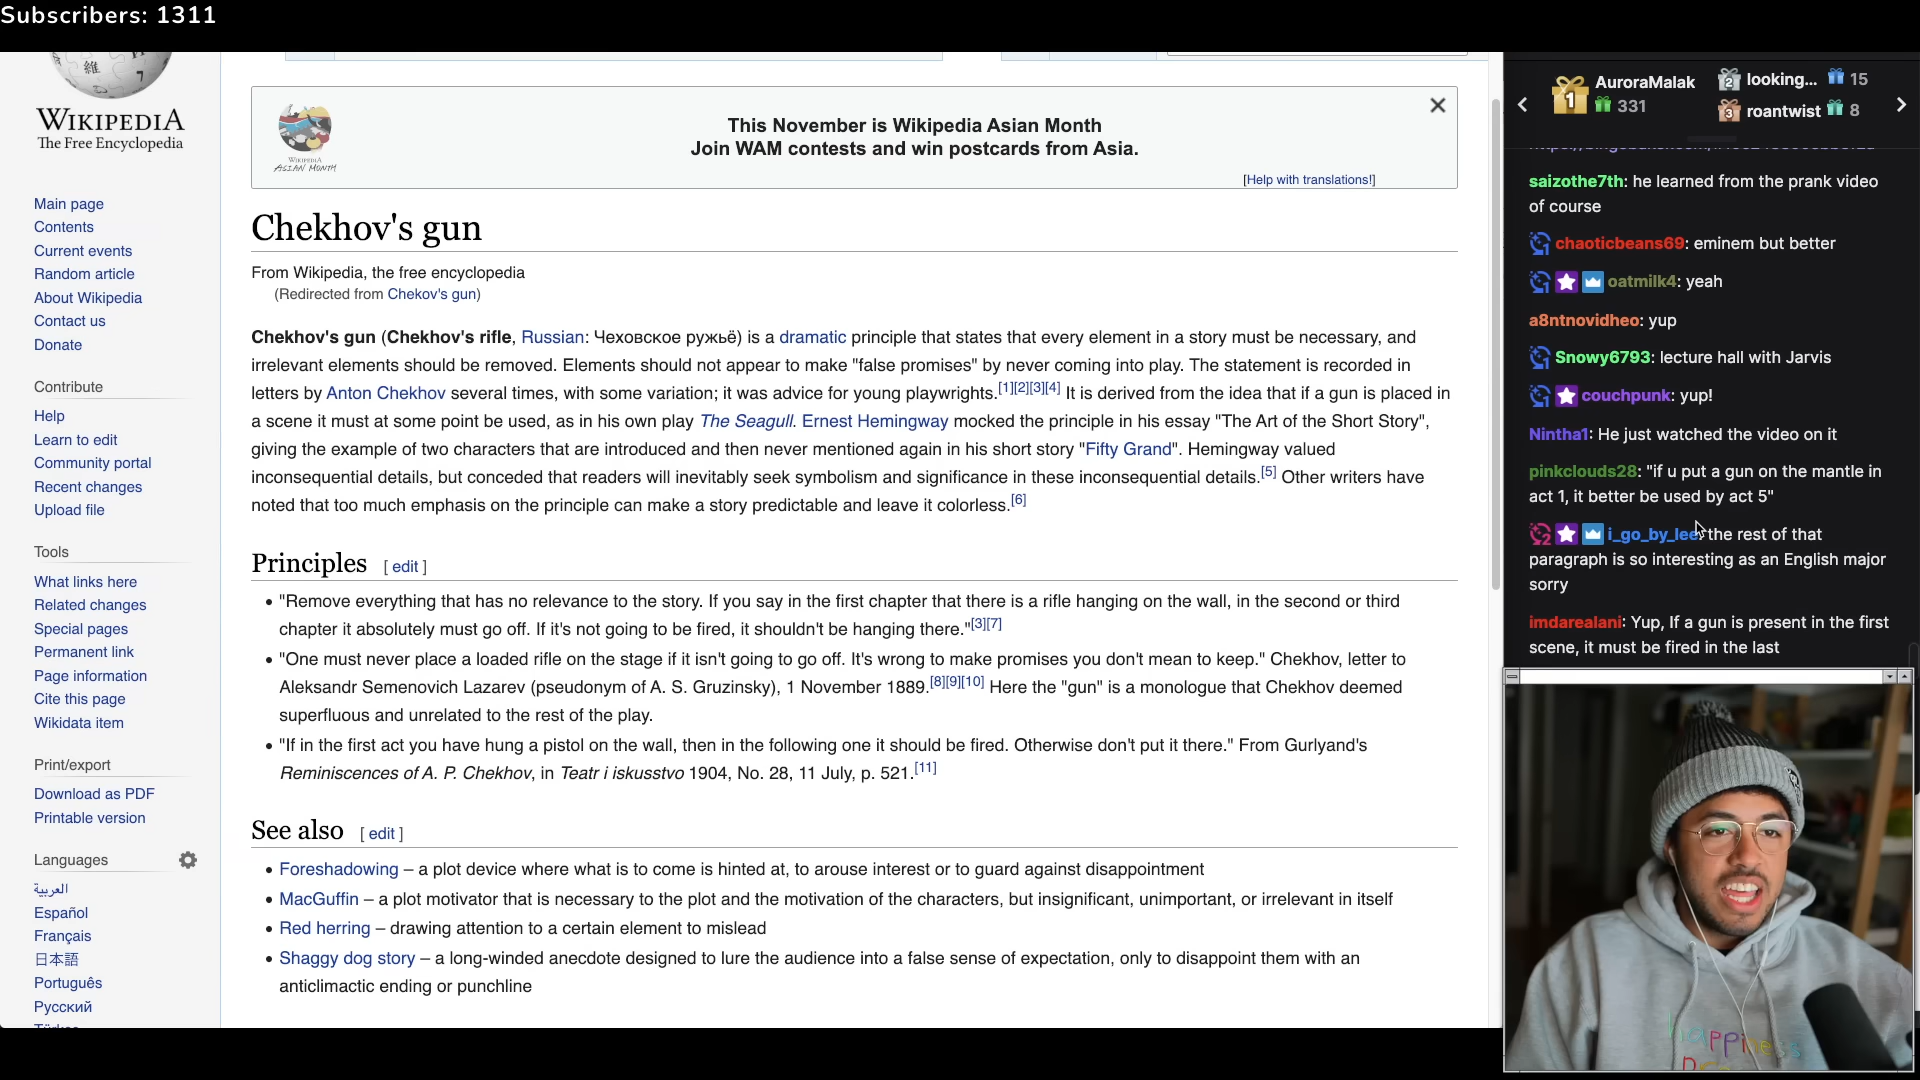 Subscribers: 1311
WIKIPEDIA
The Free Encyclopedia
Main page
Contents
Current events
Random article
About Wikipedia
Contact us
Donate
Contribute
Help
Learn to edit
Community portal
Recent changes
Upload file
Tools
What links here
Related changes
Special pages
Permanent link
Page information
Cite this page
Wikidata item
Print/export
Download as PDF
Printable version
Languages
العربية
Español
Français
日本語
Português
Русский
WIKIPEDIA
ASIAN MONTH
This November is Wikipedia Asian Month
Join WAM contests and win postcards from Asia.
[Help with translations!]
Chekhov's gun
From Wikipedia, the free encyclopedia
(Redirected from Chekov's gun)
Chekhov's gun (Chekhov's rifle, Russian: Чеховское ружьё) is a dramatic principle that states that every element in a story must be necessary, and
irrelevant elements should be removed. Elements should not appear to make "false promises" by never coming into play. The statement is recorded in
letters by Anton Chekhov several times, with some variation; it was advice for young playwrights.[1][2][3][4] It is derived from the idea that if a gun is placed in
a scene it must at some point be used, as in his own play The Seagull. Ernest Hemingway mocked the principle in his essay "The Art of the Short Story",
giving the example of two characters that are introduced and then never mentioned again in his short story "Fifty Grand". Hemingway valued
inconsequential details, but conceded that readers will inevitably seek symbolism and significance in these inconsequential details.[5] Other writers have
noted that too much emphasis on the principle can make a story predictable and leave it colorless.[6]
Principles [ edit ]
• "Remove everything that has no relevance to the story. If you say in the first chapter that there is a rifle hanging on the wall, in the second or third
chapter it absolutely must go off. If it's not going to be fired, it shouldn't be hanging there."[3][7]
• "One must never place a loaded rifle on the stage if it isn't going to go off. It's wrong to make promises you don't mean to keep." Chekhov, letter to
Aleksandr Semenovich Lazarev (pseudonym of A. S. Gruzinsky), 1 November 1889.[8][9][10] Here the "gun" is a monologue that Chekhov deemed
superfluous and unrelated to the rest of the play.
• "If in the first act you have hung a pistol on the wall, then in the following one it should be fired. Otherwise don't put it there." From Gurlyand's
Reminiscences of A. P. Chekhov, in Teatr i iskusstvo 1904, No. 28, 11 July, p. 521.[11]
See also [ edit ]
• Foreshadowing – a plot device where what is to come is hinted at, to arouse interest or to guard against disappointment
• MacGuffin – a plot motivator that is necessary to the plot and the motivation of the characters, but insignificant, unimportant, or irrelevant in itself
• Red herring – drawing attention to a certain element to mislead
• Shaggy dog story – a long-winded anecdote designed to lure the audience into a false sense of expectation, only to disappoint them with an
anticlimactic ending or punchline
1 AuroraMalak 331
2 looking... 15
3 roantwist 8
saizothe7th: he learned from the prank video
of course
chaoticbeans69: eminem but better
oatmilk4: yeah
a8ntnovidheo: yup
Snowy6793: lecture hall with Jarvis
couchpunk: yup!
Nintha1: He just watched the video on it
pinkclouds28: "if u put a gun on the mantle in
act 1, it better be used by act 5"
i_go_by_lee: the rest of that
paragraph is so interesting as an English major
sorry
imdarealani: Yup, If a gun is present in the first
scene, it must be fired in the last
happiness